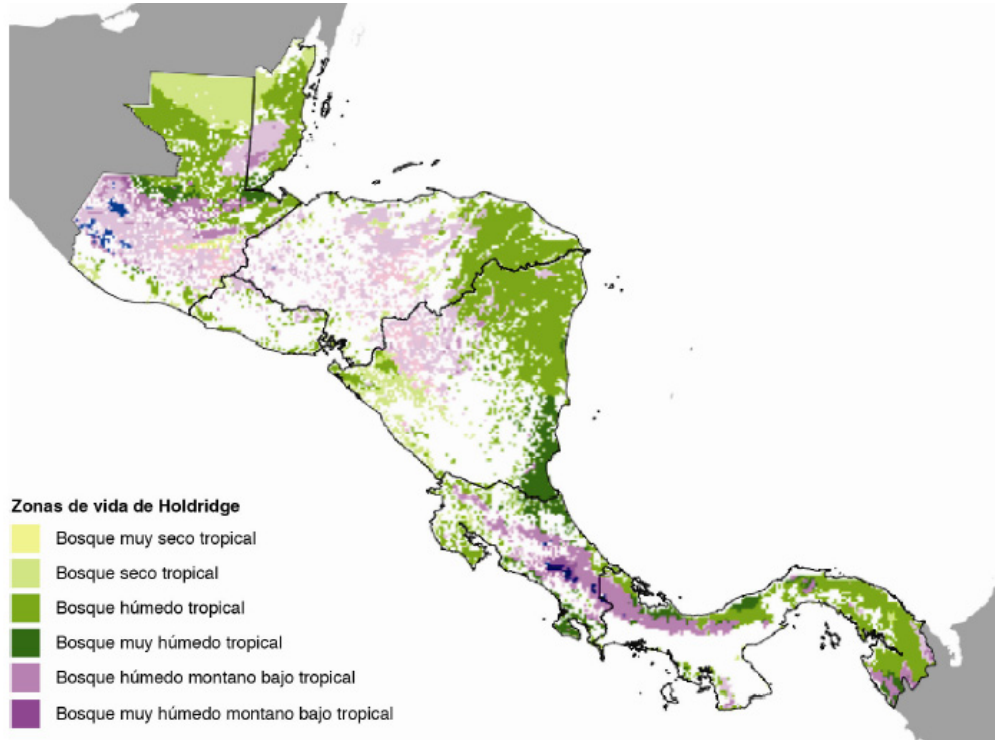 Zonas de vida de Holdridge
Bosque muy seco tropical
Bosque seco tropical
Bosque húmedo tropical
Bosque muy húmedo tropical
Bosque húmedo montano bajo tropical
Bosque muy húmedo montano bajo tropical